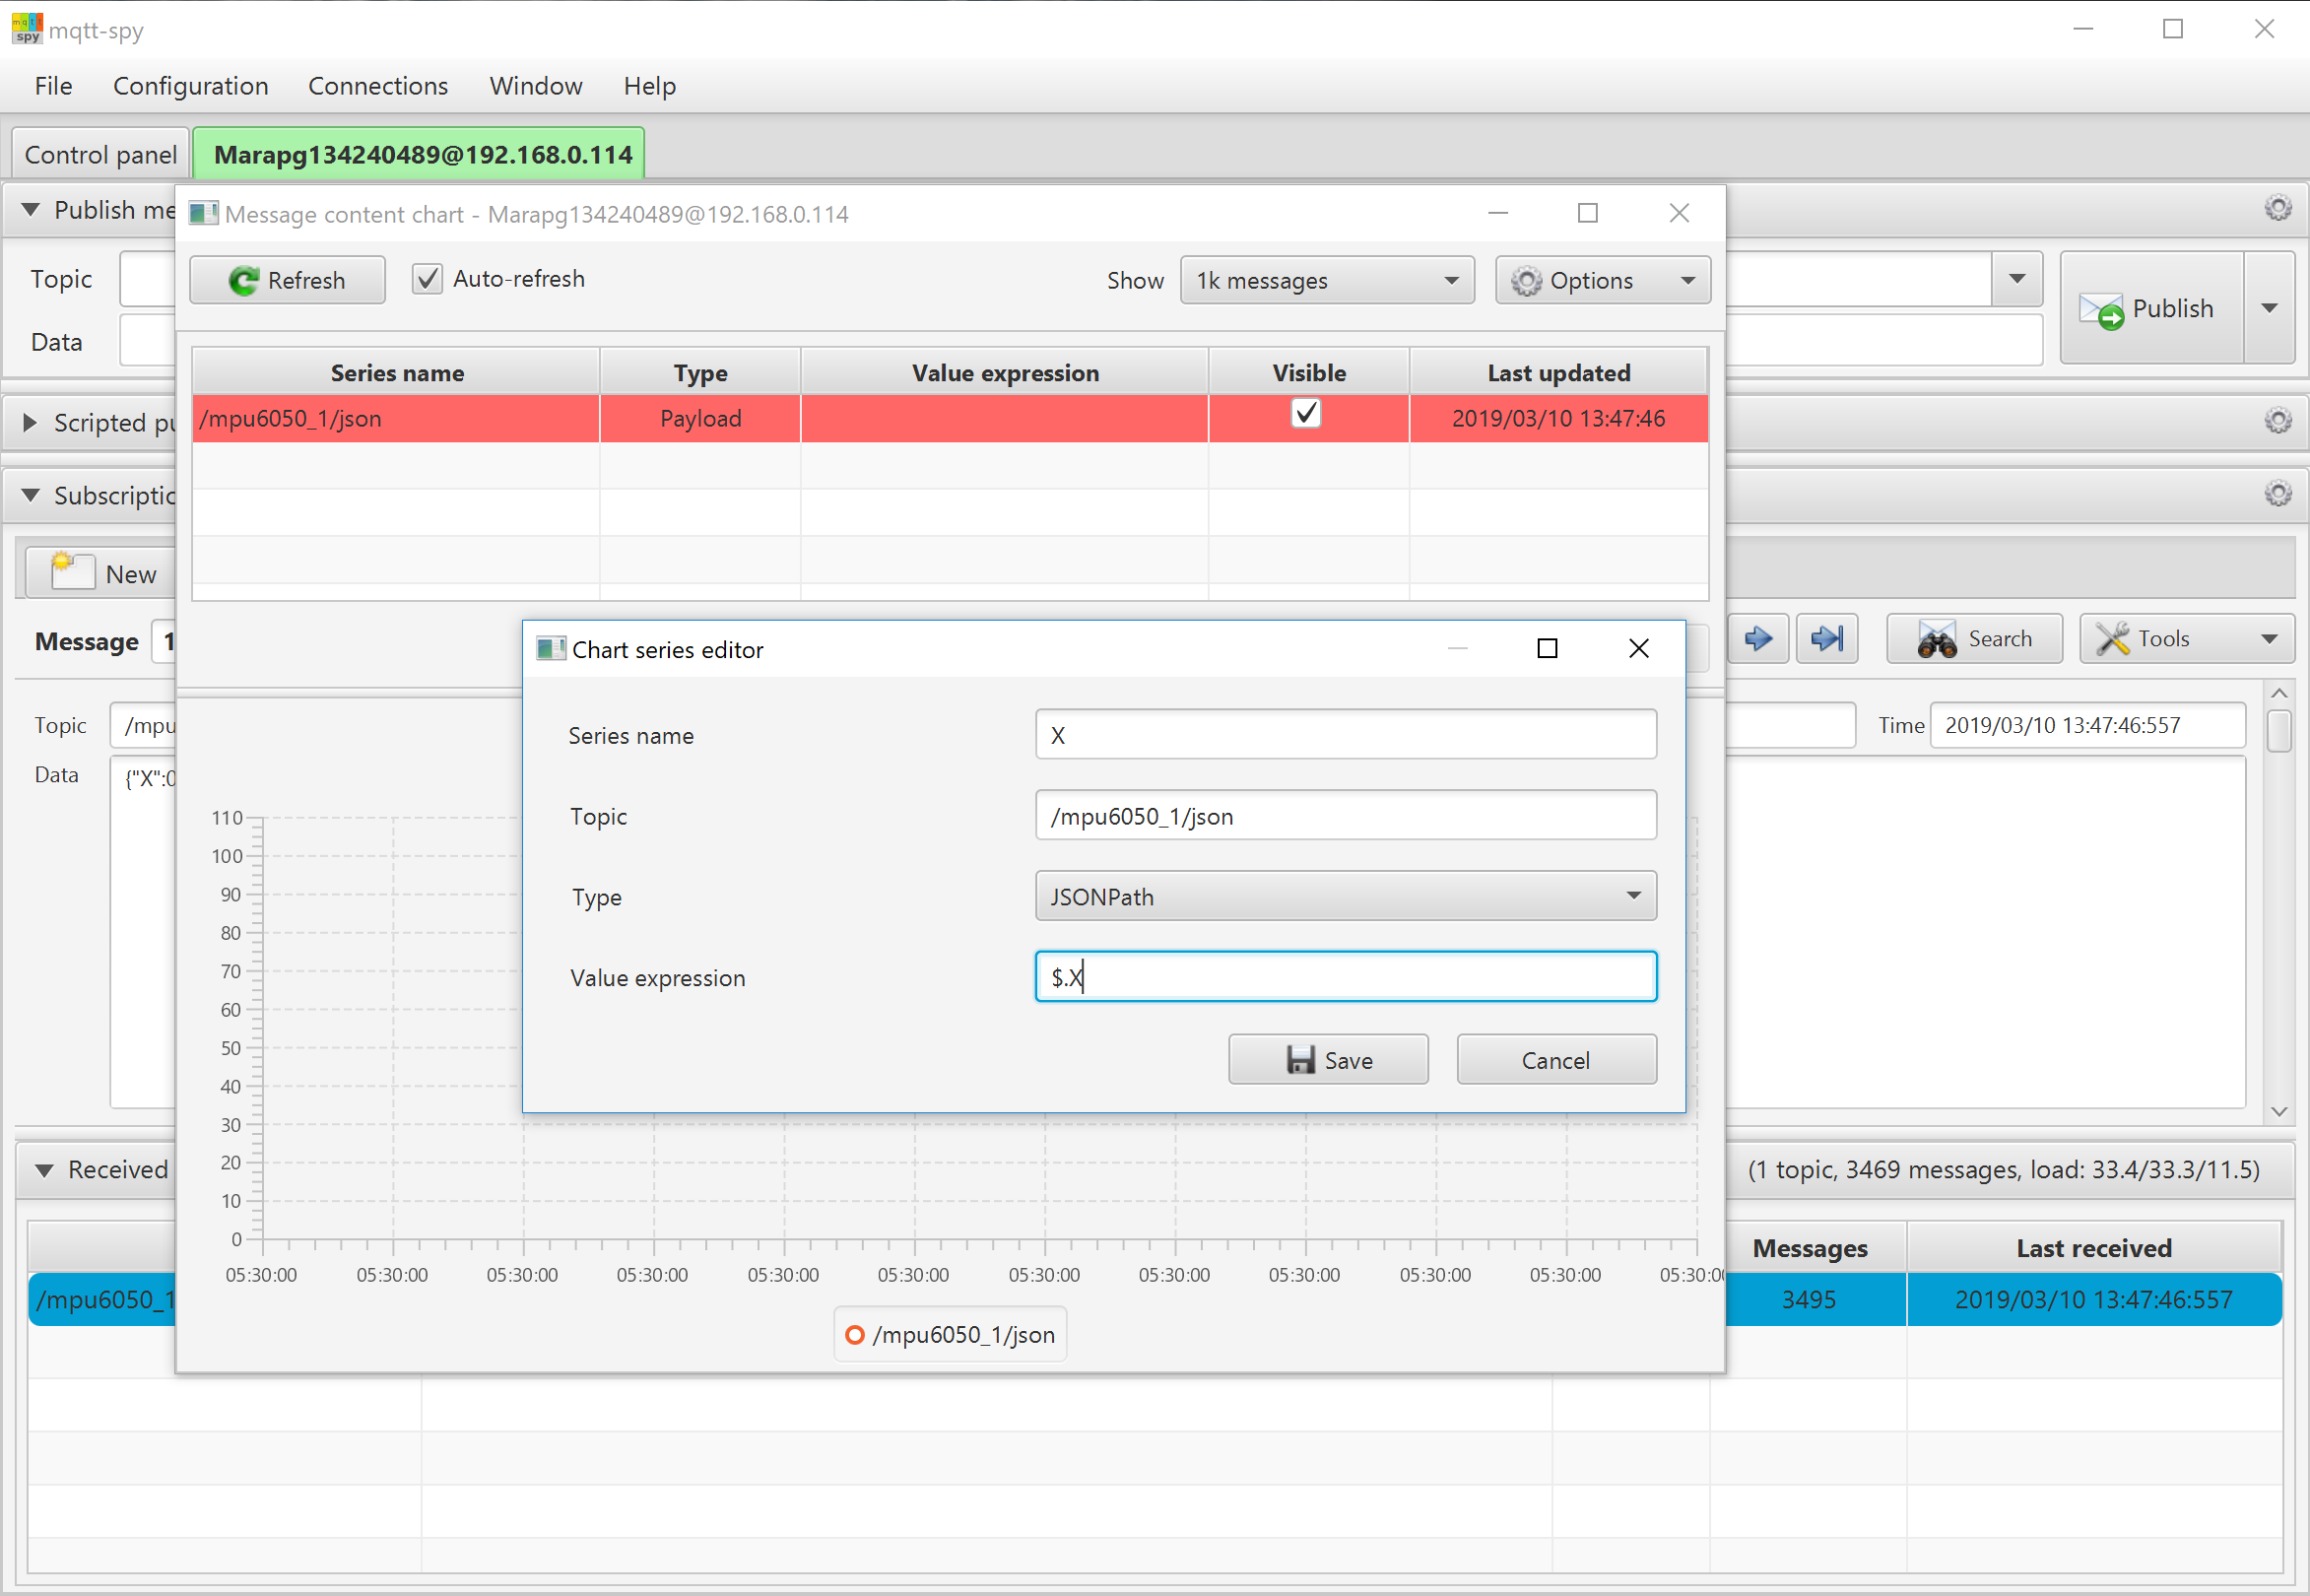 mqtt-spy
File Configuration Connections Window Help
Control panel Marapg134240489@192.168.0.114
Publish me
Message content chart - Marapg134240489@192.168.0.114
Topic
Refresh Auto-refresh Show 1k messages Options
Publish
Data
Series name Type Value expression Visible Last updated
/mpu6050_1/json Payload 2019/03/10 13:47:46
Scripted pu
Subscriptio
New
Message 1
Search Tools
Chart series editor
Topic /mpu
Time 2019/03/10 13:47:46:557
Data {"X":0
Series name X
Topic /mpu6050_1/json
Type JSONPath
Value expression $.X
Save Cancel
110
100
90
80
70
60
50
40
30
20
10
0
05:30:00 05:30:00 05:30:00 05:30:00 05:30:00 05:30:00 05:30:00 05:30:00 05:30:00 05:30:00 05:30:00 05:30:0
/mpu6050_1/json
Received (1 topic, 3469 messages, load: 33.4/33.3/11.5)
Messages Last received
/mpu6050_1 3495 2019/03/10 13:47:46:557